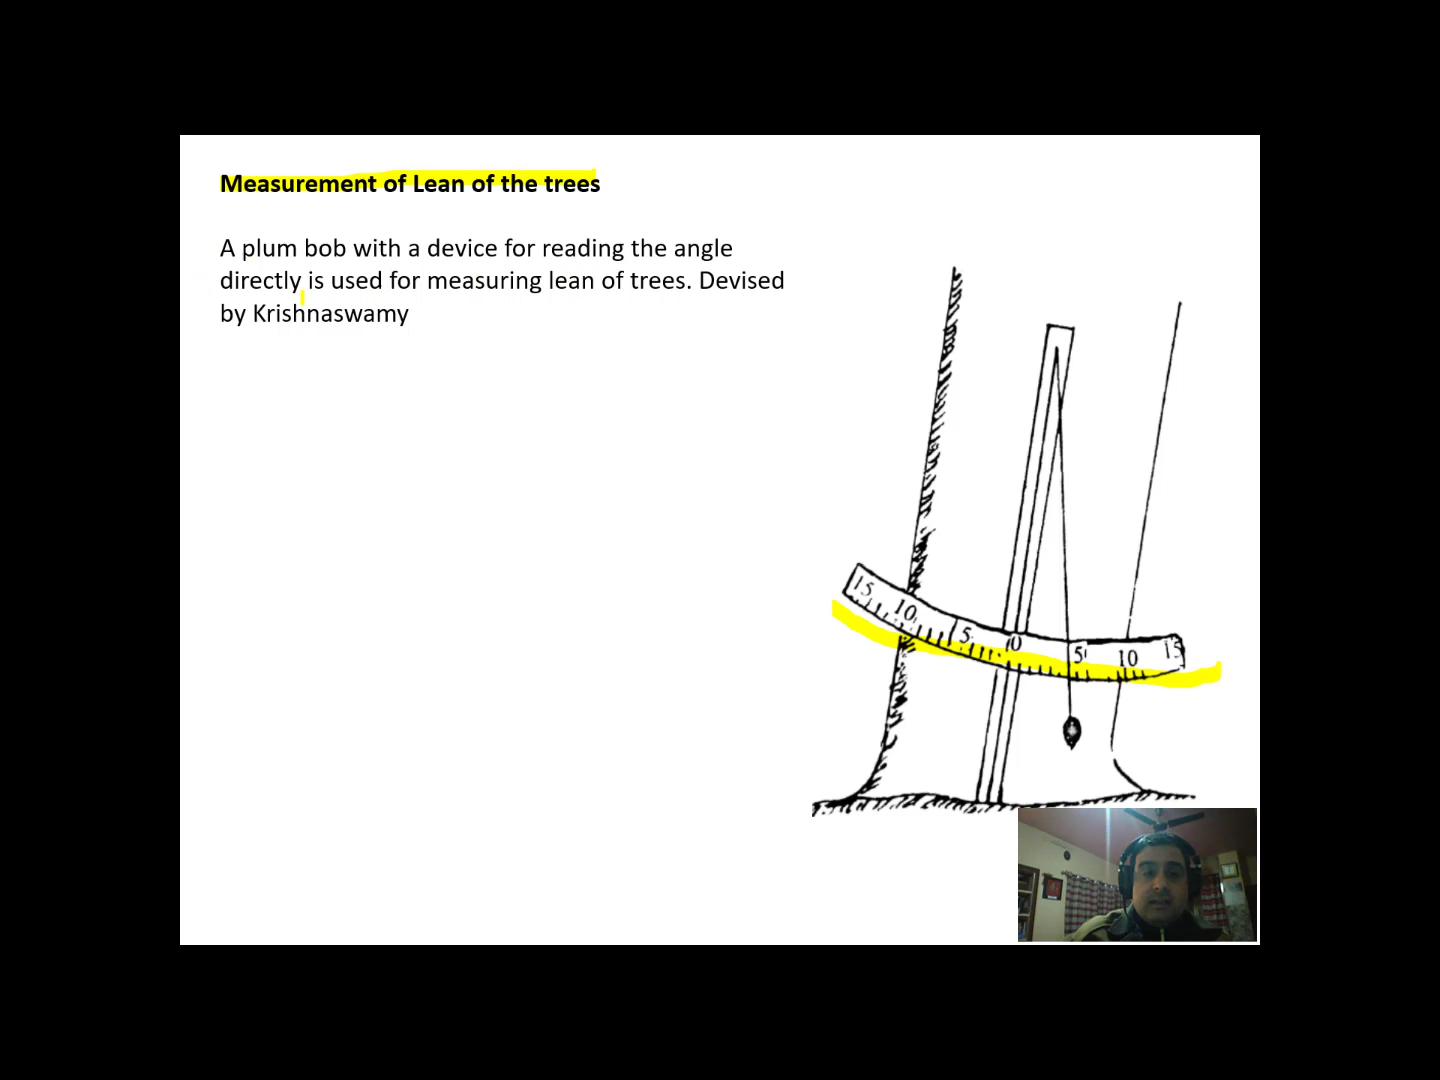 Measurement of Lean of the trees
A plum bob with a device for reading the angle
directly is used for measuring lean of trees. Devised
by Krishnaswamy
15 10 5 0 5 10 15